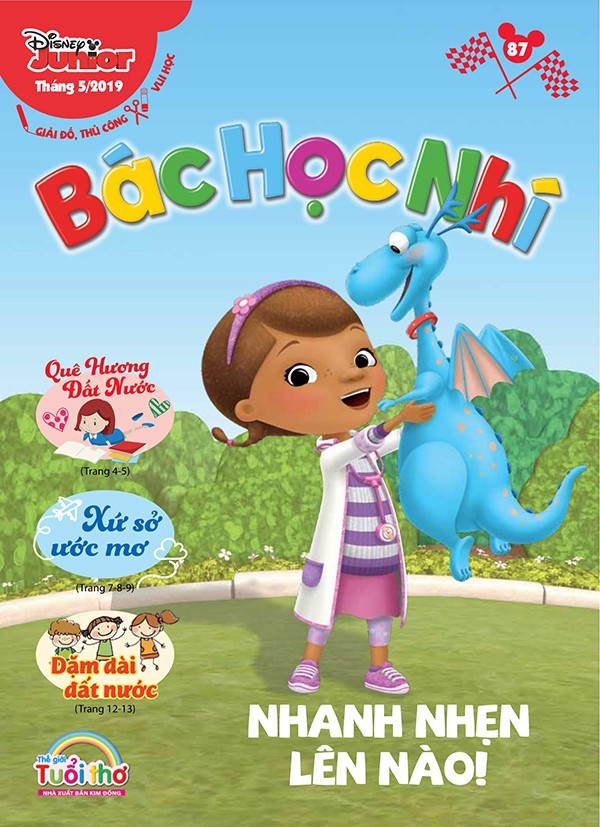 Disney
Junior
Tháng 5/2019
GIẢI ĐỐ, THỦ CÔNG
VUI HỌC
87
Bác Học Nhí
Quê Hương
Đất Nước
(Trang 4-5)
Xứ sở
ước mơ
(Trang 7-8-9)
Dặm dài
đất nước
(Trang 12-13)
NHANH NHẸN
LÊN NÀO!
Thế giới
Tuổi thơ
NHÀ XUẤT BẢN KIM ĐỒNG